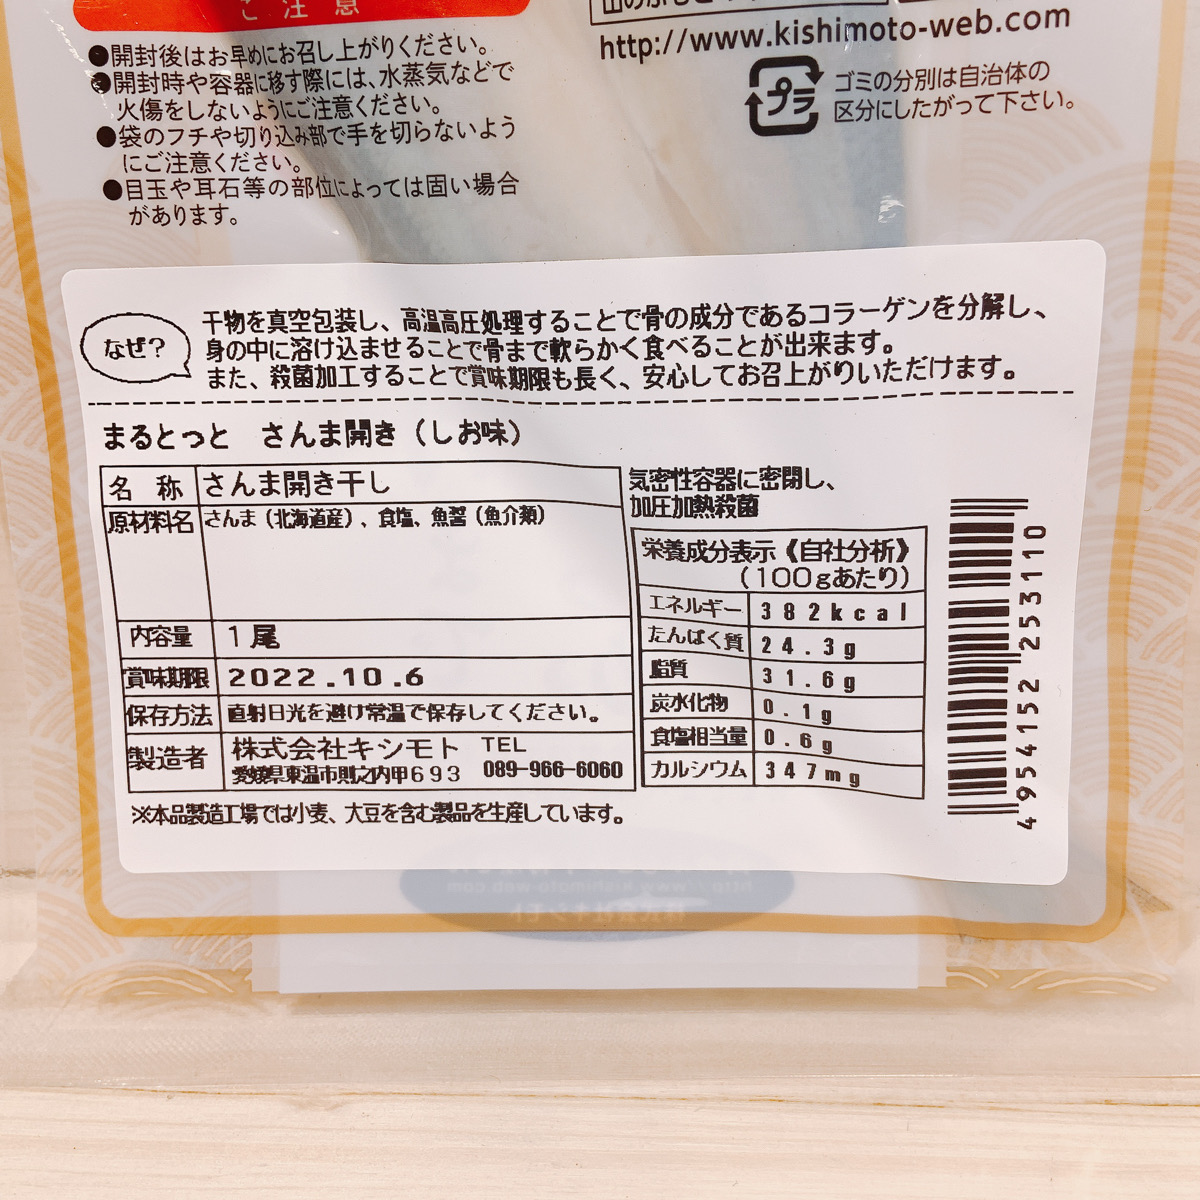 ご注意
●開封後はお早めにお召し上がりください。
●開封時や容器に移す際には、水蒸気などで
火傷をしないようにご注意ください。
●袋のフチや切り込み部で手を切らないよう
にご注意ください。
●目玉や耳石等の部位によっては固い場合
があります。
http://www.kishimoto-web.com
プラ
ゴミの分別は自治体の
区分にしたがって下さい。
なぜ?
干物を真空包装し、高温高圧処理することで骨の成分であるコラーゲンを分解し、
身の中に溶け込ませることで骨まで軟らかく食べることが出来ます。
また、殺菌加工することで賞味期限も長く、安心してお召上がりいただけます。
まるとっと さんま開き（しお味）
名 称 さんま開き干し
原材料名 さんま（北海道産）、食塩、魚醤（魚介類）
内容量 1尾
賞味期限 2022.10.6
保存方法 直射日光を避け常温で保存してください。
製造者 株式会社キシモト TEL
愛媛県東温市則之内甲693 089-966-6060
※本品製造工場では小麦、大豆を含む製品を生産しています。
気密性容器に密閉し、
加圧加熱殺菌
栄養成分表示《自社分析》
（100gあたり）
エネルギー 382kcal
たんぱく質 24.3g
脂質 31.6g
炭水化物 0.1g
食塩相当量 0.6g
カルシウム 347mg
4954152253110